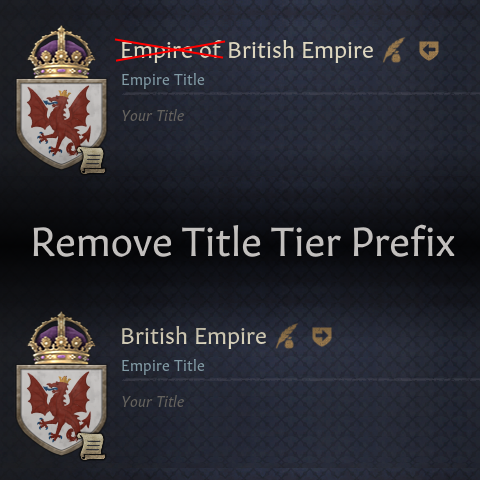 Empire of British Empire
Empire Title
Your Title
Remove Title Tier Prefix
British Empire
Empire Title
Your Title